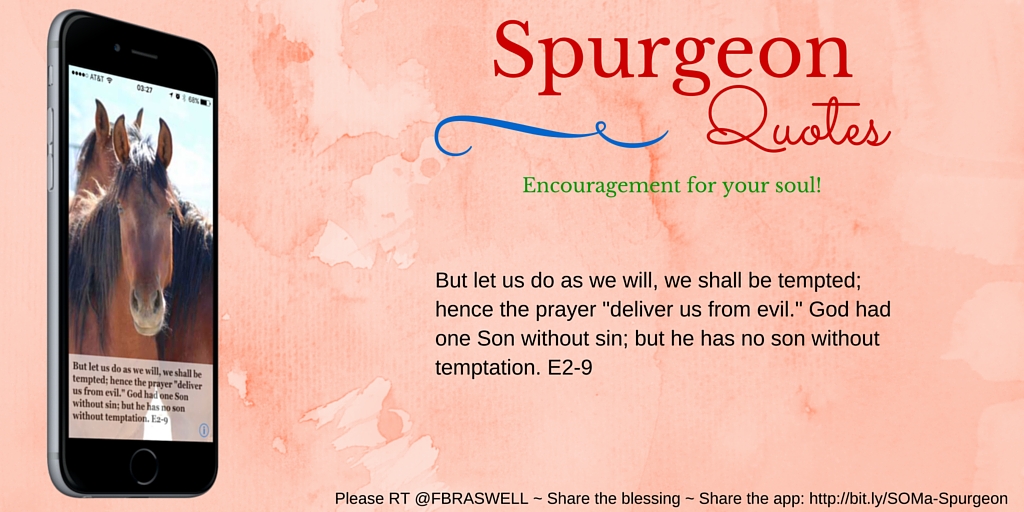 AT&T
03:27
68%
But let us do as we will, we shall be
tempted; hence the prayer "deliver
us from evil." God had one Son
without sin; but he has no son
without temptation. E2-9
Spurgeon
Quotes
Encouragement for your soul!
But let us do as we will, we shall be tempted;
hence the prayer "deliver us from evil." God had
one Son without sin; but he has no son without
temptation. E2-9
Please RT @FBRASWELL ~ Share the blessing ~ Share the app: http://bit.ly/SOMa-Spurgeon